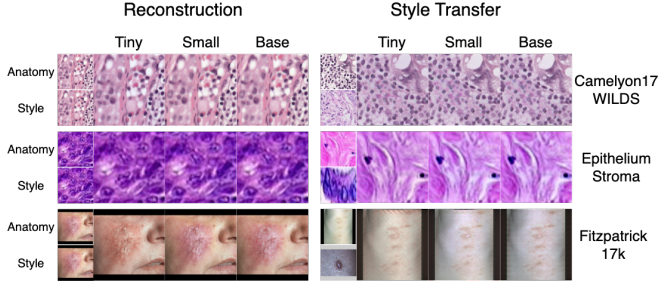 Reconstruction
Style Transfer
Tiny Small Base
Tiny Small Base
Anatomy
Style
Camelyon17
WILDS
Anatomy
Style
Epithelium
Stroma
Anatomy
Style
Fitzpatrick
17k